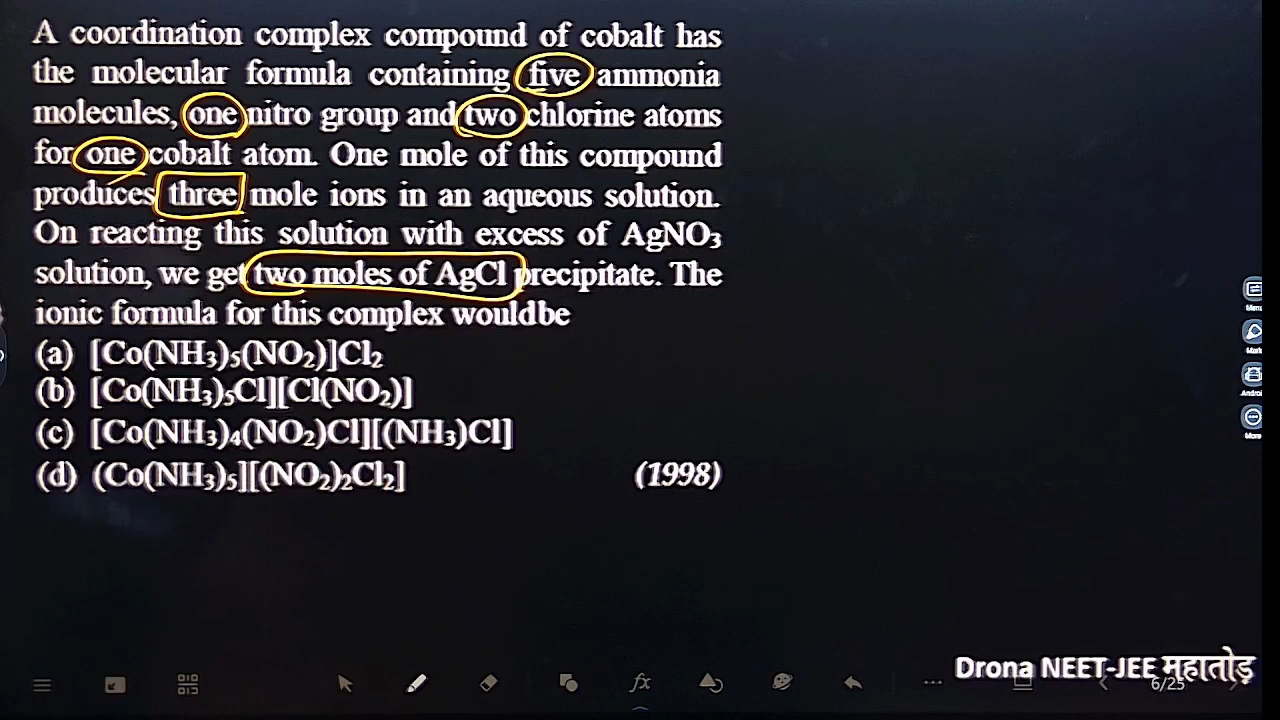 A coordination complex compound of cobalt has
the molecular formula containing five ammonia
molecules, one nitro group and two chlorine atoms
for one cobalt atom. One mole of this compound
produces three mole ions in an aqueous solution.
On reacting this solution with excess of AgNO₃
solution, we get two moles of AgCl precipitate. The
ionic formula for this complex wouldbe
(a) [Co(NH₃)₅(NO₂)]Cl₂
(b) [Co(NH₃)₅Cl][Cl(NO₂)]
(c) [Co(NH₃)₄(NO₂)Cl][(NH₃)Cl]
(d) (Co(NH₃)₅][(NO₂)₂Cl₂] (1998)
Mark
More
Drona NEET-JEE महातोड़
fx
6/25